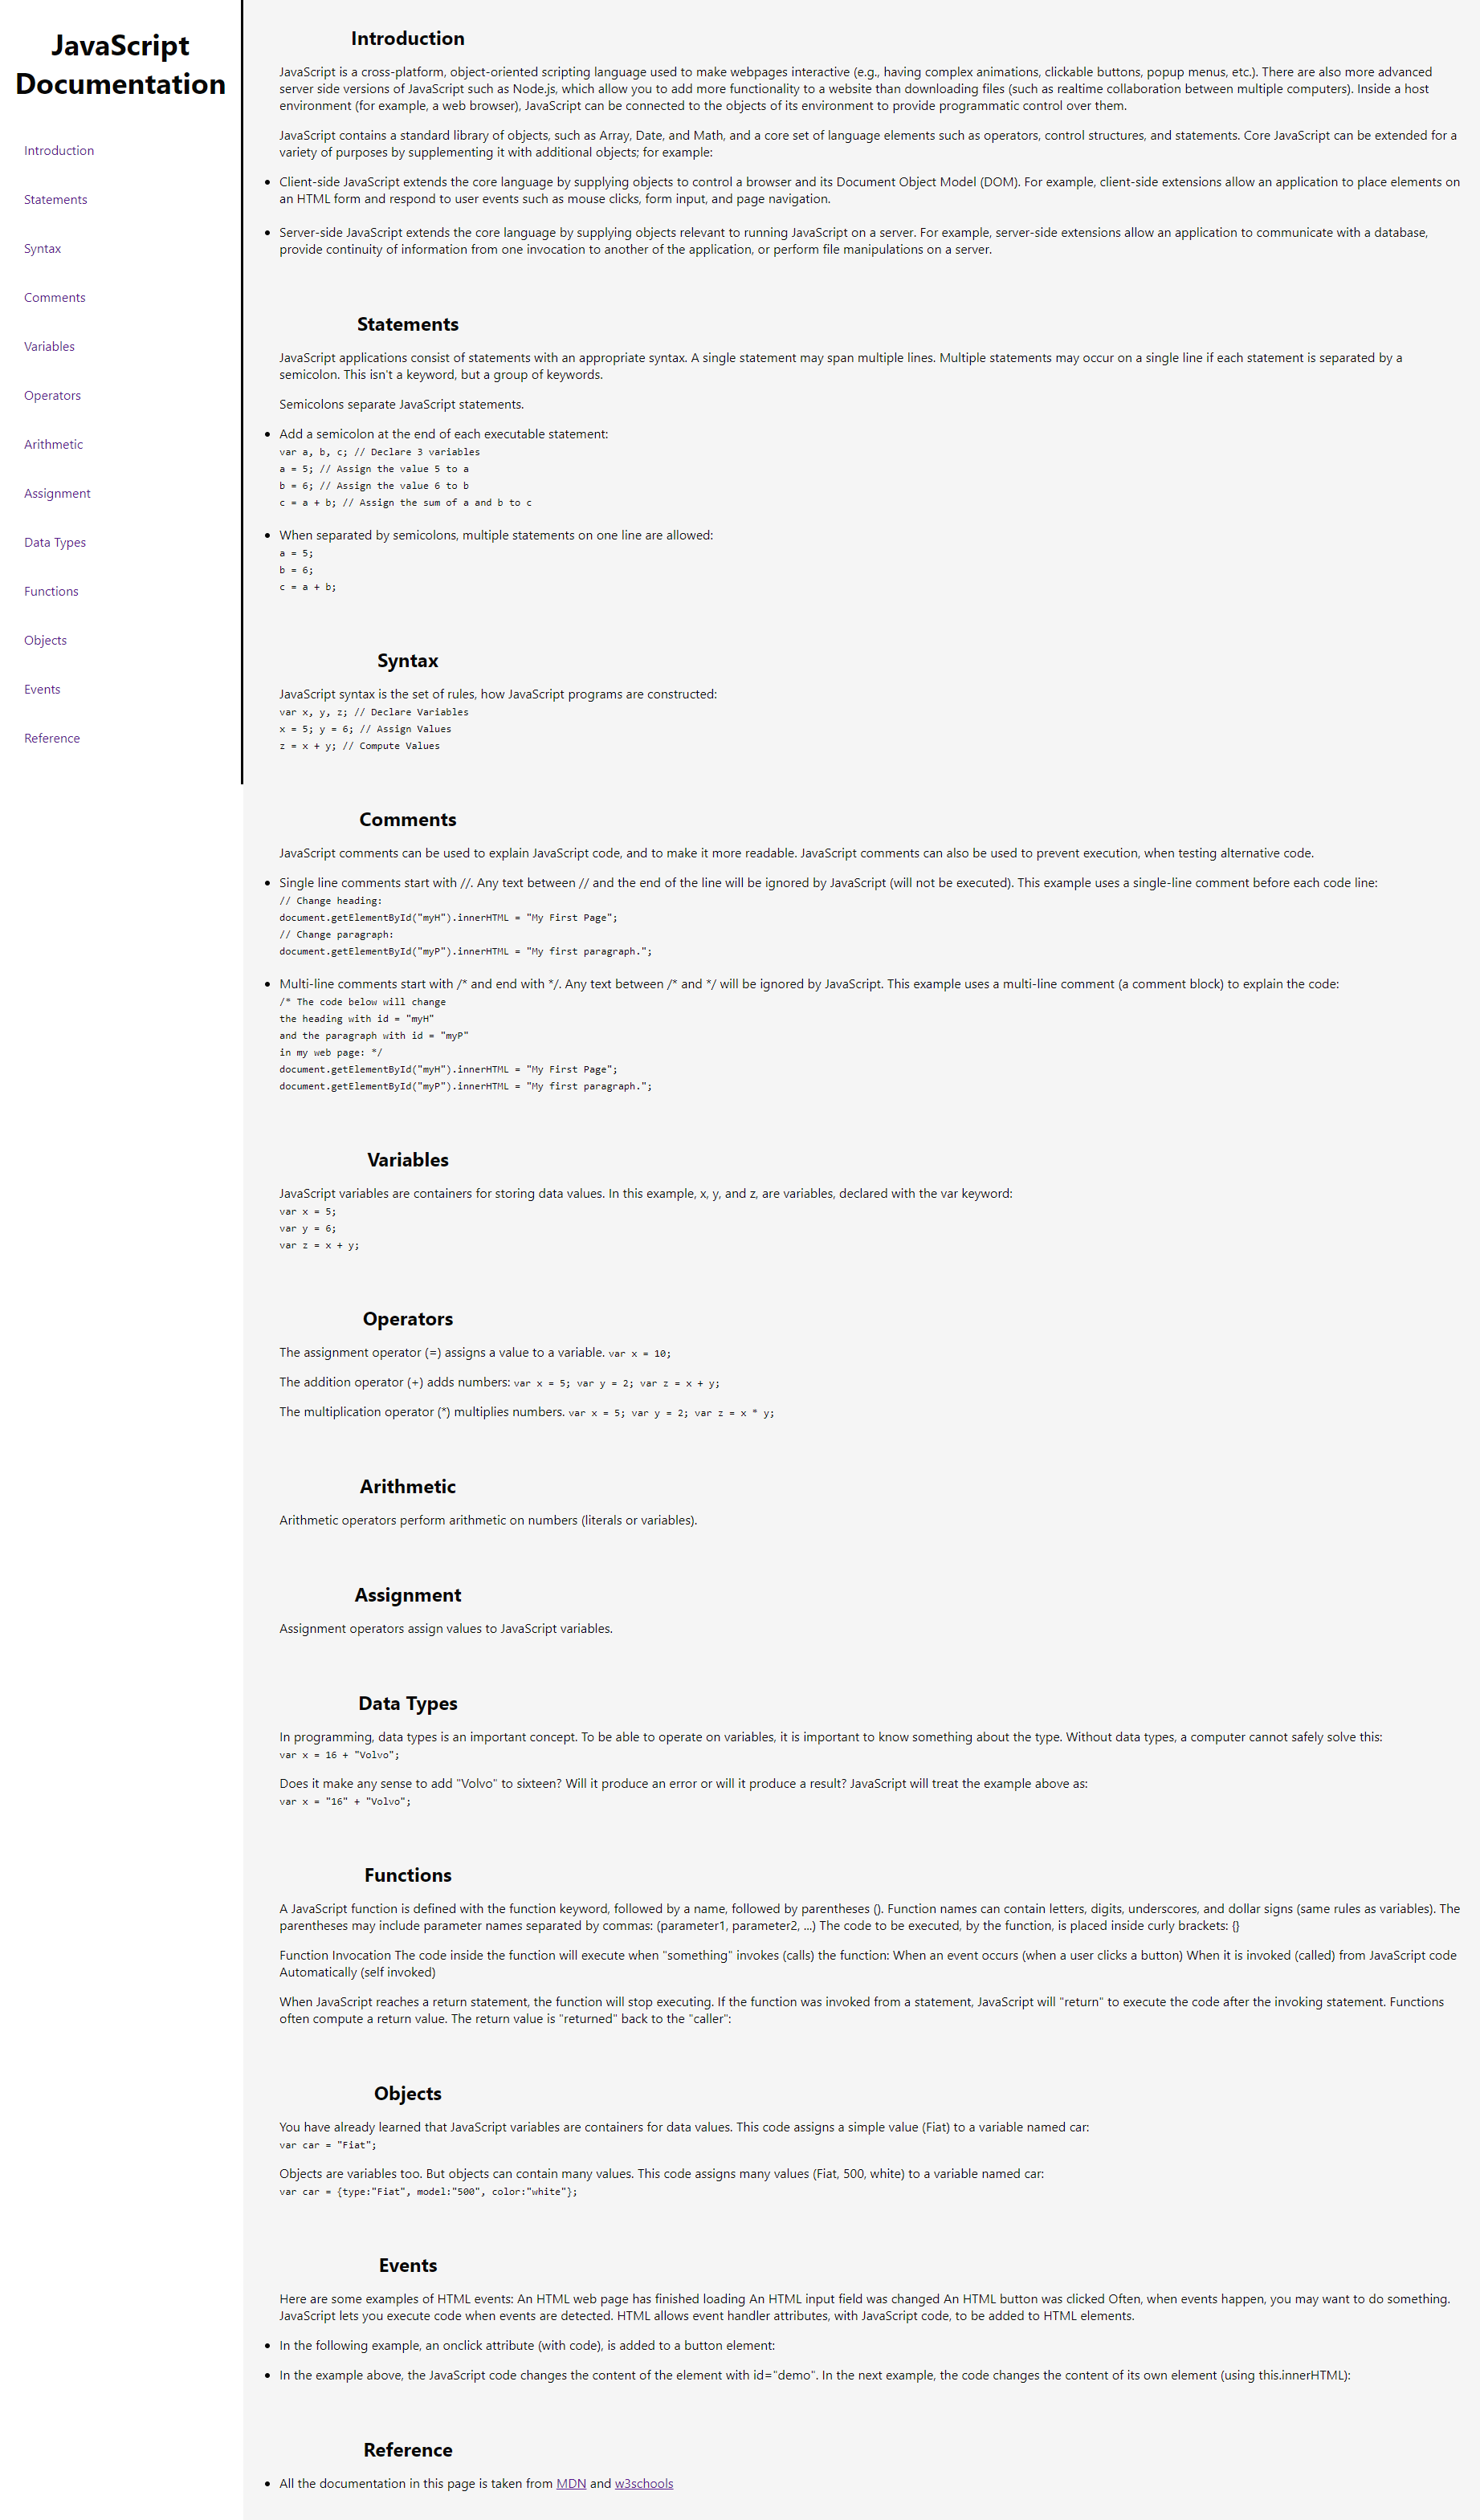 JavaScript
Documentation
Introduction
Statements
Syntax
Comments
Variables
Operators
Arithmetic
Assignment
Data Types
Functions
Objects
Events
Reference
Introduction
JavaScript is a cross-platform, object-oriented scripting language used to make webpages interactive (e.g., having complex animations, clickable buttons, popup menus, etc.). There are also more advanced
server side versions of JavaScript such as Node.js, which allow you to add more functionality to a website than downloading files (such as realtime collaboration between multiple computers). Inside a host
environment (for example, a web browser), JavaScript can be connected to the objects of its environment to provide programmatic control over them.
JavaScript contains a standard library of objects, such as Array, Date, and Math, and a core set of language elements such as operators, control structures, and statements. Core JavaScript can be extended for a
variety of purposes by supplementing it with additional objects; for example:
• Client-side JavaScript extends the core language by supplying objects to control a browser and its Document Object Model (DOM). For example, client-side extensions allow an application to place elements on
an HTML form and respond to user events such as mouse clicks, form input, and page navigation.
• Server-side JavaScript extends the core language by supplying objects relevant to running JavaScript on a server. For example, server-side extensions allow an application to communicate with a database,
provide continuity of information from one invocation to another of the application, or perform file manipulations on a server.
Statements
JavaScript applications consist of statements with an appropriate syntax. A single statement may span multiple lines. Multiple statements may occur on a single line if each statement is separated by a
semicolon. This isn't a keyword, but a group of keywords.
Semicolons separate JavaScript statements.
• Add a semicolon at the end of each executable statement:
var a, b, c; // Declare 3 variables
a = 5; // Assign the value 5 to a
b = 6; // Assign the value 6 to b
c = a + b; // Assign the sum of a and b to c
• When separated by semicolons, multiple statements on one line are allowed:
a = 5;
b = 6;
c = a + b;
Syntax
JavaScript syntax is the set of rules, how JavaScript programs are constructed:
var x, y, z; // Declare Variables
x = 5; y = 6; // Assign Values
z = x + y; // Compute Values
Comments
JavaScript comments can be used to explain JavaScript code, and to make it more readable. JavaScript comments can also be used to prevent execution, when testing alternative code.
• Single line comments start with //. Any text between // and the end of the line will be ignored by JavaScript (will not be executed). This example uses a single-line comment before each code line:
// Change heading:
document.getElementById("myH").innerHTML = "My First Page";
// Change paragraph:
document.getElementById("myP").innerHTML = "My first paragraph.";
• Multi-line comments start with /* and end with */. Any text between /* and */ will be ignored by JavaScript. This example uses a multi-line comment (a comment block) to explain the code:
/* The code below will change
the heading with id = "myH"
and the paragraph with id = "myP"
in my web page: */
document.getElementById("myH").innerHTML = "My First Page";
document.getElementById("myP").innerHTML = "My first paragraph.";
Variables
JavaScript variables are containers for storing data values. In this example, x, y, and z, are variables, declared with the var keyword:
var x = 5;
var y = 6;
var z = x + y;
Operators
The assignment operator (=) assigns a value to a variable. var x = 10;
The addition operator (+) adds numbers: var x = 5; var y = 2; var z = x + y;
The multiplication operator (*) multiplies numbers. var x = 5; var y = 2; var z = x * y;
Arithmetic
Arithmetic operators perform arithmetic on numbers (literals or variables).
Assignment
Assignment operators assign values to JavaScript variables.
Data Types
In programming, data types is an important concept. To be able to operate on variables, it is important to know something about the type. Without data types, a computer cannot safely solve this:
var x = 16 + "Volvo";
Does it make any sense to add "Volvo" to sixteen? Will it produce an error or will it produce a result? JavaScript will treat the example above as:
var x = "16" + "Volvo";
Functions
A JavaScript function is defined with the function keyword, followed by a name, followed by parentheses (). Function names can contain letters, digits, underscores, and dollar signs (same rules as variables). The
parentheses may include parameter names separated by commas: (parameter1, parameter2, ...) The code to be executed, by the function, is placed inside curly brackets: {}
Function Invocation The code inside the function will execute when "something" invokes (calls) the function: When an event occurs (when a user clicks a button) When it is invoked (called) from JavaScript code
Automatically (self invoked)
When JavaScript reaches a return statement, the function will stop executing. If the function was invoked from a statement, JavaScript will "return" to execute the code after the invoking statement. Functions
often compute a return value. The return value is "returned" back to the "caller":
Objects
You have already learned that JavaScript variables are containers for data values. This code assigns a simple value (Fiat) to a variable named car:
var car = "Fiat";
Objects are variables too. But objects can contain many values. This code assigns many values (Fiat, 500, white) to a variable named car:
var car = {type:"Fiat", model:"500", color:"white"};
Events
Here are some examples of HTML events: An HTML web page has finished loading An HTML input field was changed An HTML button was clicked Often, when events happen, you may want to do something.
JavaScript lets you execute code when events are detected. HTML allows event handler attributes, with JavaScript code, to be added to HTML elements.
• In the following example, an onclick attribute (with code), is added to a button element:
• In the example above, the JavaScript code changes the content of the element with id="demo". In the next example, the code changes the content of its own element (using this.innerHTML):
Reference
• All the documentation in this page is taken from MDN and w3schools